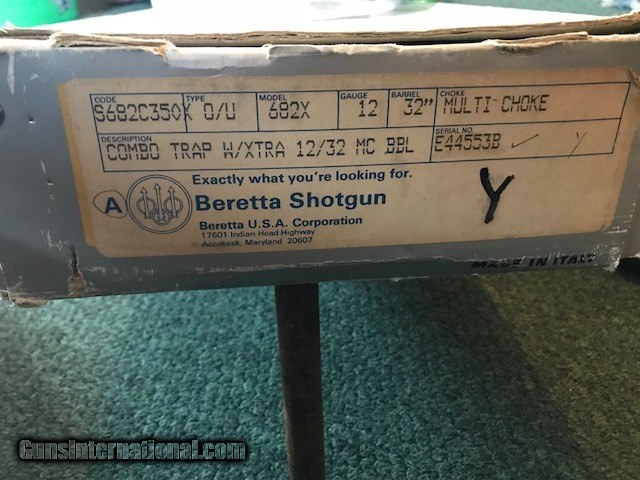 CODE TYPE MODEL GAUGE BARREL CHOKE
S682C350X O/U 682X 12 32" MULTI-CHOKE
DESCRIPTION SERIAL NO.
COMBO TRAP W/XTRA 12/32 MC BBL E44553B Y
Exactly what you're looking for.
A Beretta Shotgun Y
Beretta U.S.A. Corporation
17601 Indian Head Highway
Accokeek, Maryland 20607
MADE IN ITALY
GunsInternational.com